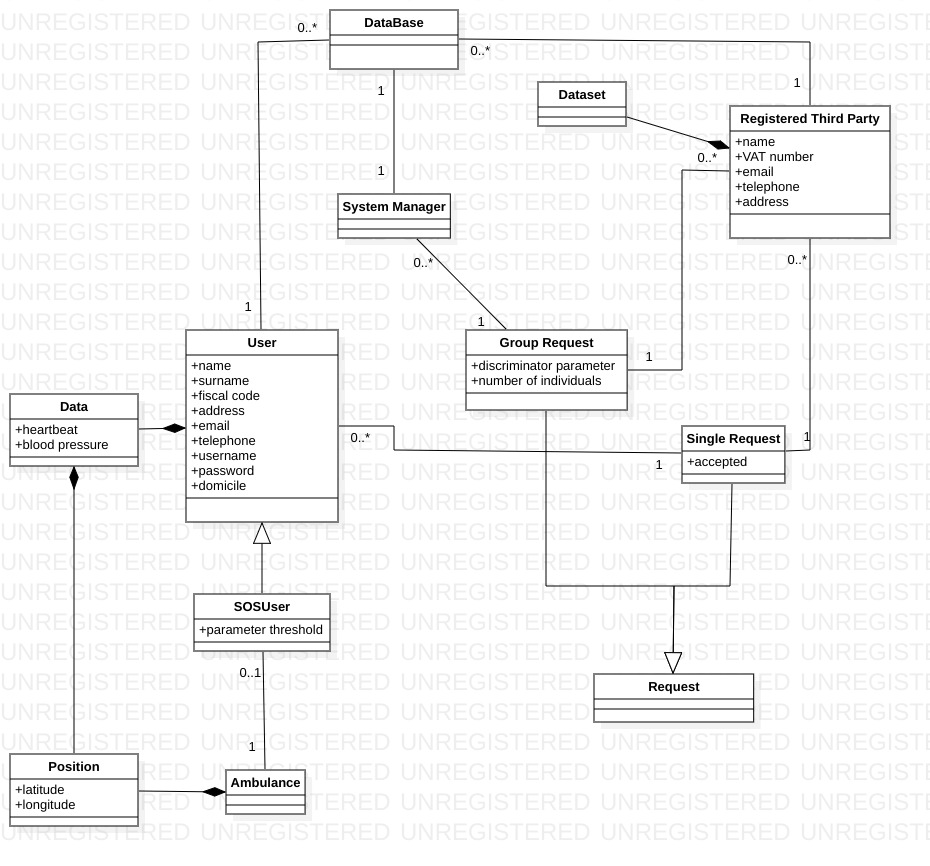 DataBase
0..*
0..*
1
1
Dataset
Registered Third Party
+name
+VAT number
+email
+telephone
+address
0..*
1
System Manager
0..*
0..*
1
1
User
+name
+surname
+fiscal code
+address
+email
+telephone
+username
+password
+domicile
Group Request
+discriminator parameter
+number of individuals
1
Data
+heartbeat
+blood pressure
0..*
1
Single Request
+accepted
1
SOSUser
+parameter threshold
0..1
1
Request
Position
+latitude
+longitude
Ambulance
UNREGISTERED